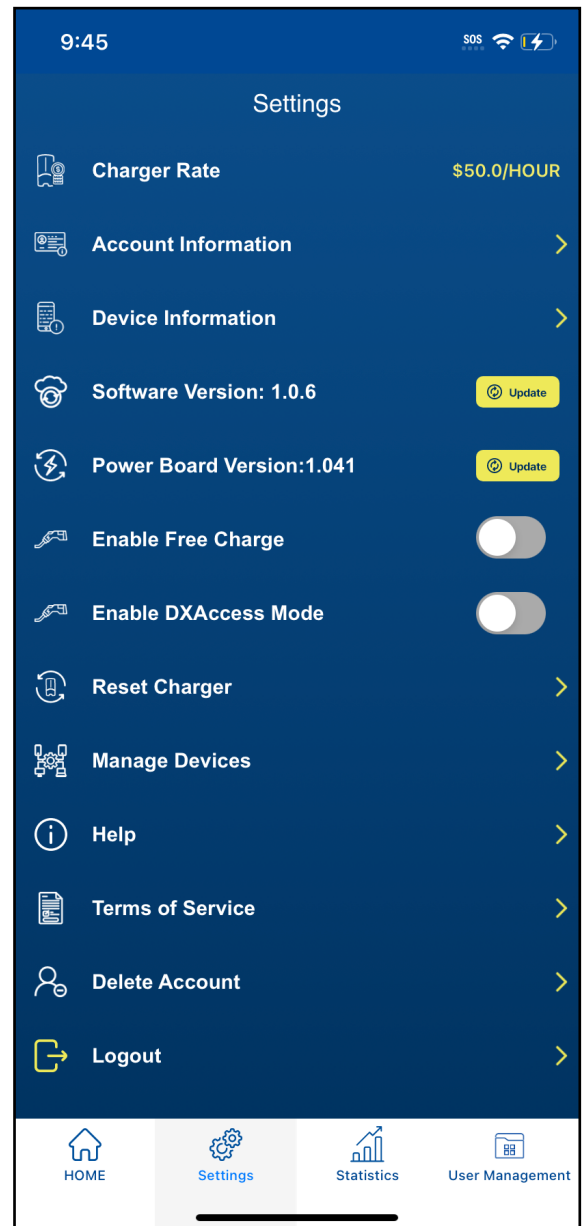 9:45
SOS
Settings
Charger Rate $50.0/HOUR
Account Information
Device Information
Software Version: 1.0.6 Update
Power Board Version:1.041 Update
Enable Free Charge
Enable DXAccess Mode
Reset Charger
Manage Devices
Help
Terms of Service
Delete Account
Logout
HOME Settings Statistics User Management